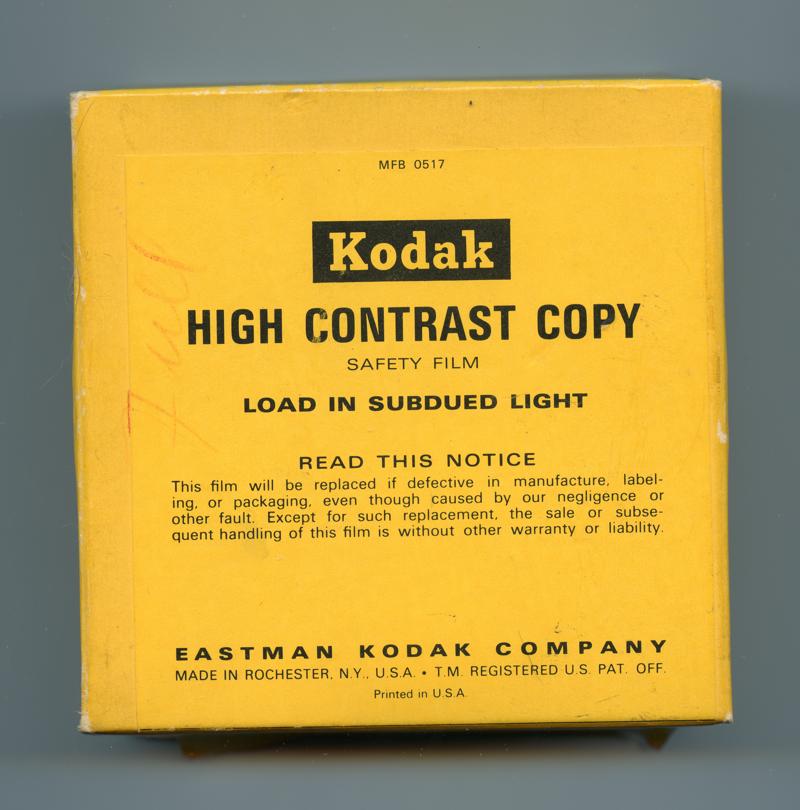 MFB 0517
Kodak
HIGH CONTRAST COPY
SAFETY FILM
LOAD IN SUBDUED LIGHT
READ THIS NOTICE
This film will be replaced if defective in manufacture, label-
ing, or packaging, even though caused by our negligence or
other fault. Except for such replacement, the sale or subse-
quent handling of this film is without other warranty or liability.
EASTMAN KODAK COMPANY
MADE IN ROCHESTER, N.Y., U.S.A. • T.M. REGISTERED U.S. PAT. OFF.
Printed in U.S.A.